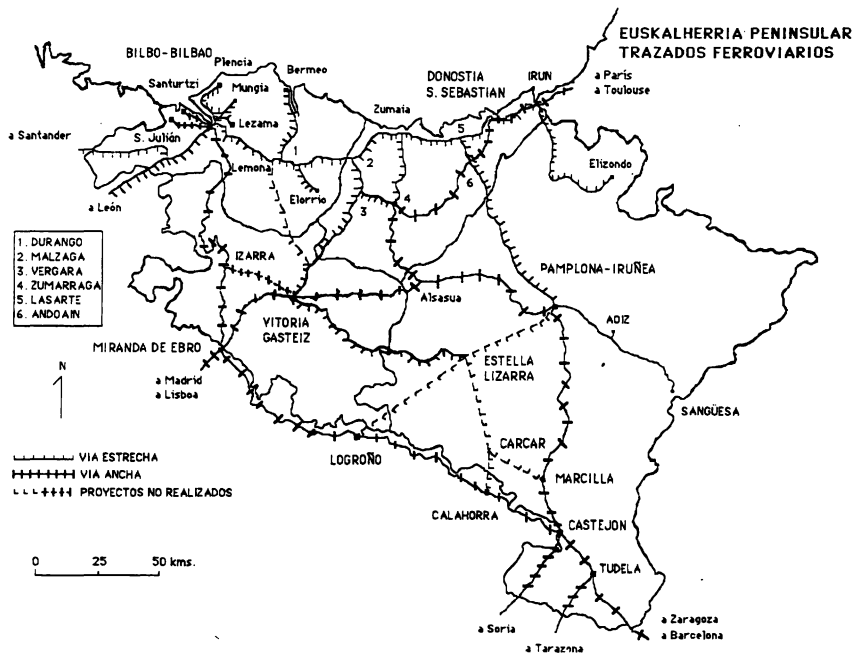 EUSKALHERRIA PENINSULAR
TRAZADOS FERROVIARIOS
BILBO-BILBAO
Plencia
Bermeo
Santurtzi
Mungia
DONOSTIA
S. SEBASTIAN
IRUN
a París
a Toulouse
Zumaia
a Santander
S. Julián
Lezama
Lemona
Elorrio
Elizondo
a León
1
2
3
4
5
6
1. DURANGO
2. MALZAGA
3. VERGARA
4. ZUMARRAGA
5. LASARTE
6. ANDOAIN
IZARRA
PAMPLONA-IRUÑEA
Alsasua
AOIZ
VITORIA
GASTEIZ
MIRANDA DE EBRO
N
a Madrid
a Lisboa
ESTELLA
LIZARRA
SANGÜESA
LOGROÑO
CARCAR
MARCILLA
VIA ESTRECHA
VIA ANCHA
PROYECTOS NO REALIZADOS
CALAHORRA
CASTEJON
TUDELA
0 25 50 kms.
a Soria
a Tarazona
a Zaragoza
a Barcelona